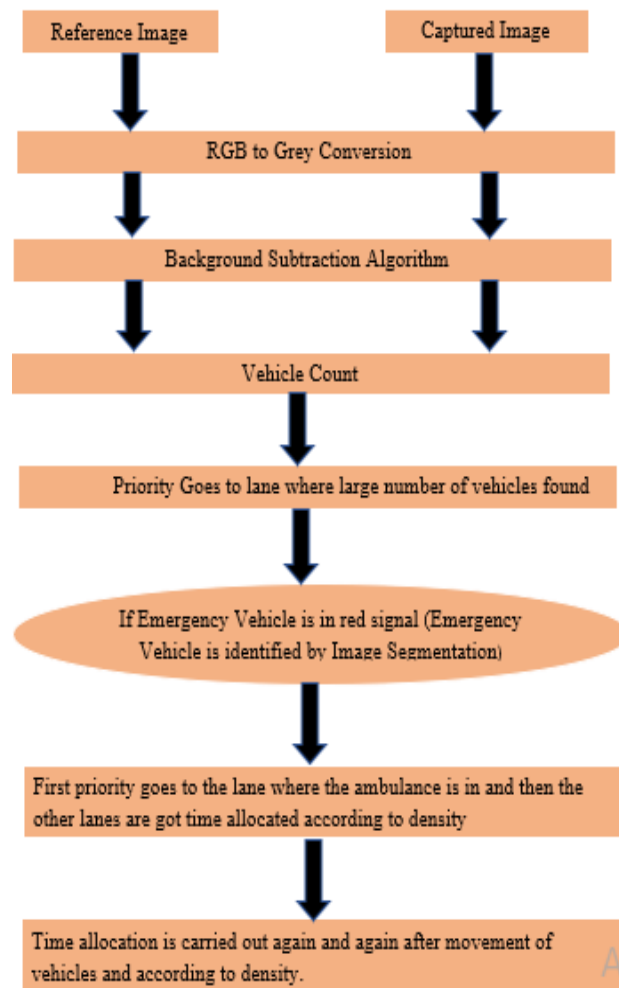 Reference Image
Captured Image
RGB to Grey Conversion
Background Subtraction Algorithm
Vehicle Count
Priority Goes to lane where large number of vehicles found
If Emergency Vehicle is in red signal (Emergency
Vehicle is identified by Image Segmentation)
First priority goes to the lane where the ambulance is in and then the
other lanes are got time allocated according to density
Time allocation is carried out again and again after movement of
vehicles and according to density.
A